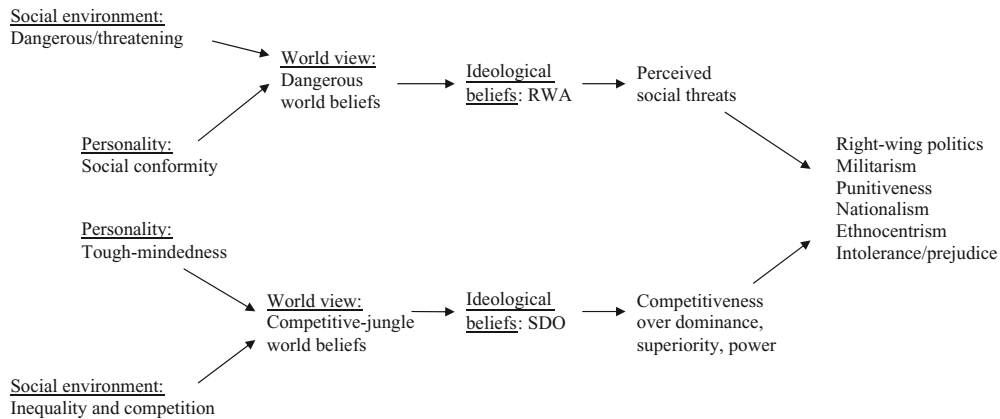 Social environment:
Dangerous/threatening
World view:
Dangerous
world beliefs
Ideological
beliefs: RWA
Perceived
social threats
Personality:
Social conformity
Right-wing politics
Militarism
Punitiveness
Nationalism
Ethnocentrism
Intolerance/prejudice
Personality:
Tough-mindedness
World view:
Competitive-jungle
world beliefs
Ideological
beliefs: SDO
Competitiveness
over dominance,
superiority, power
Social environment:
Inequality and competition